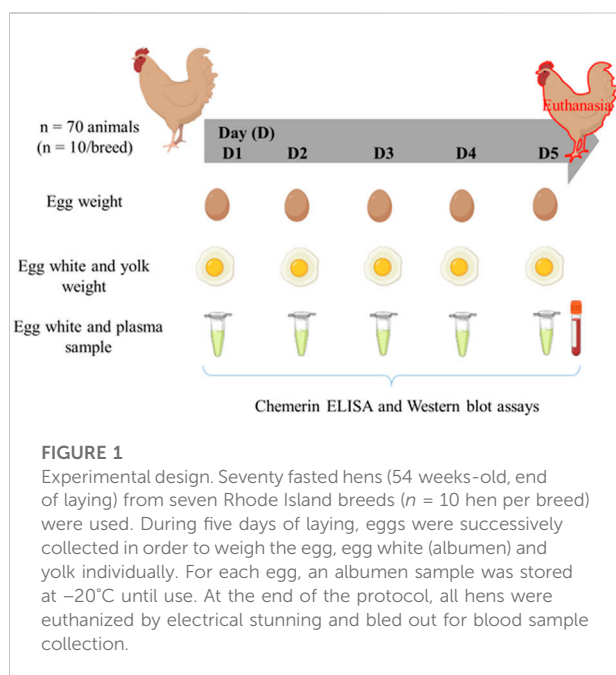 n = 70 animals
(n = 10/breed)
Euthanasia
Day (D)
D1 D2 D3 D4 D5
Egg weight
Egg white and yolk
weight
Egg white and plasma
sample
Chemerin ELISA and Western blot assays
FIGURE 1
Experimental design. Seventy fasted hens (54 weeks-old, end
of laying) from seven Rhode Island breeds (n = 10 hen per breed)
were used. During five days of laying, eggs were successively
collected in order to weigh the egg, egg white (albumen) and
yolk individually. For each egg, an albumen sample was stored
at −20°C until use. At the end of the protocol, all hens were
euthanized by electrical stunning and bled out for blood sample
collection.